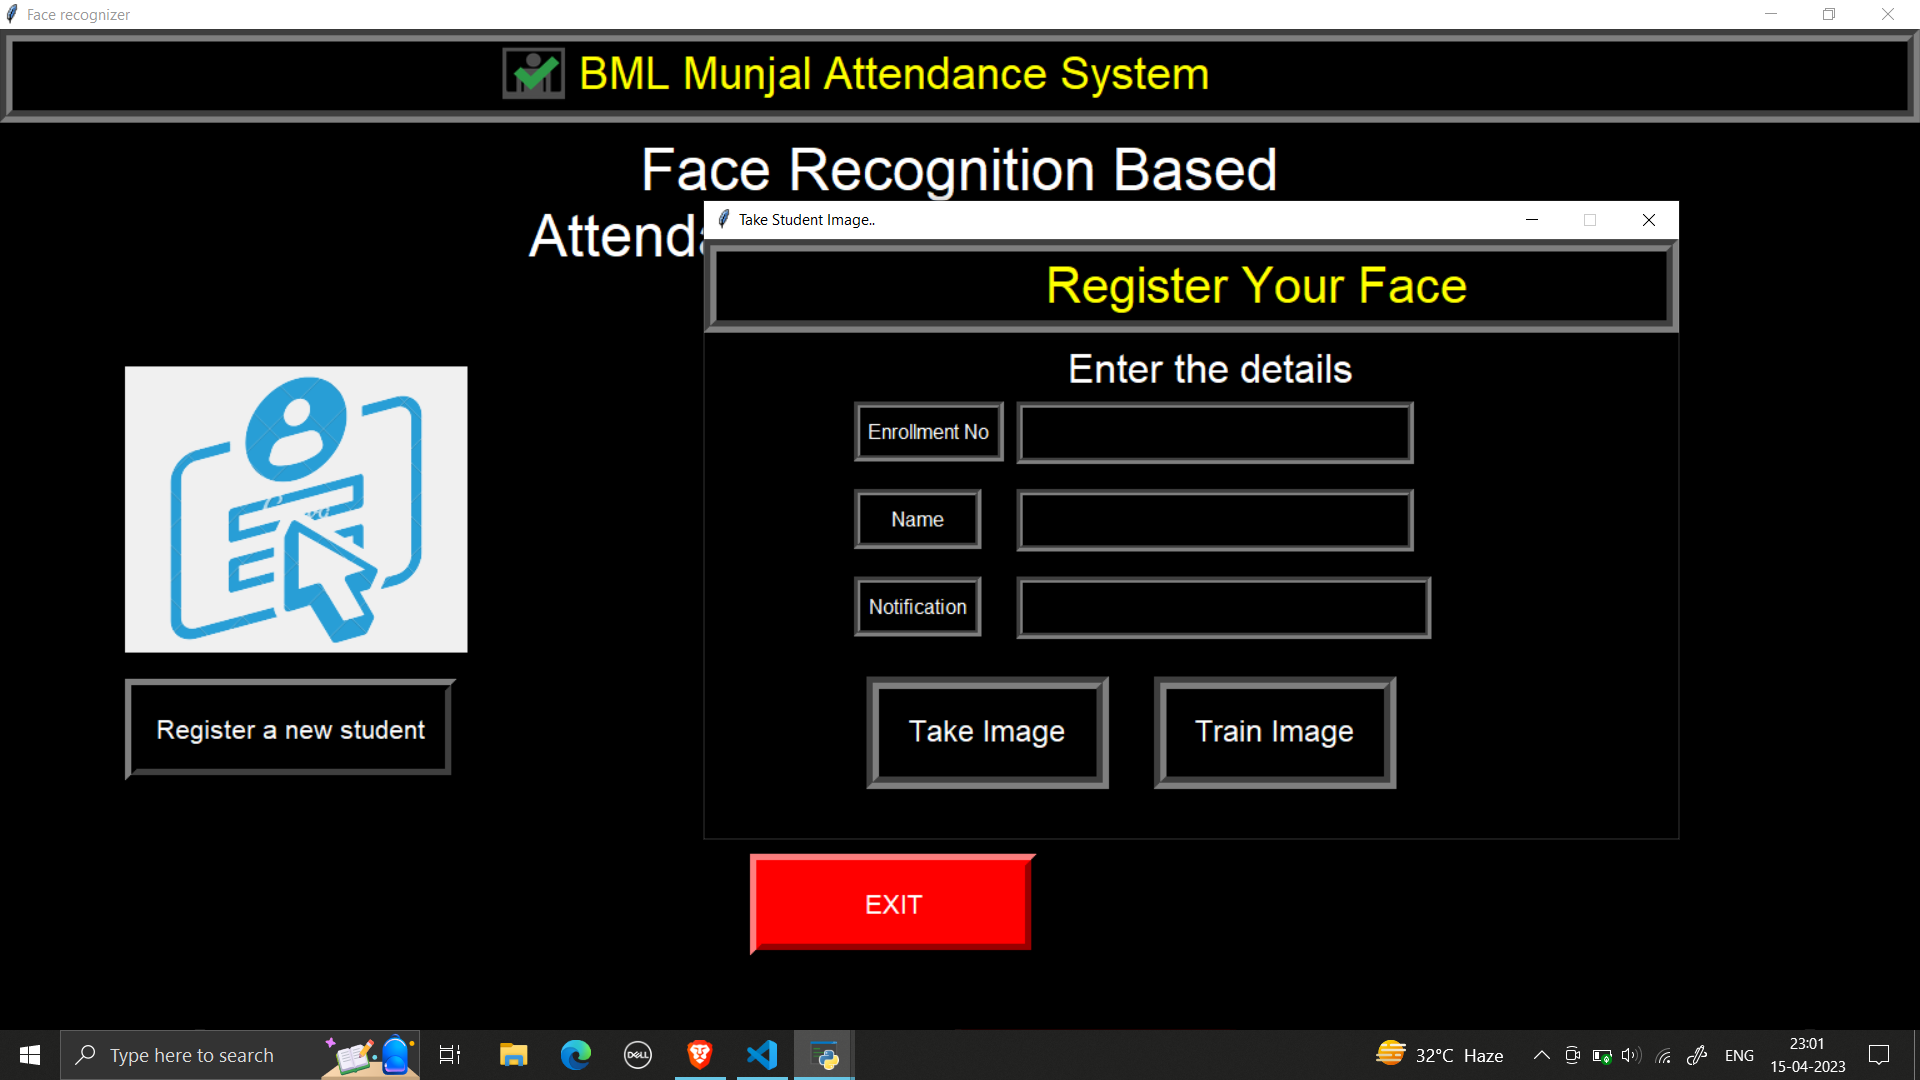 Face recognizer
BML Munjal Attendance System
Face Recognition Based
Attend
Take Student Image..
Register Your Face
Enter the details
Enrollment No
Name
Notification
Take Image
Train Image
Register a new student
EXIT
Type here to search
DELL
32°C Haze
ENG
23:01
15-04-2023